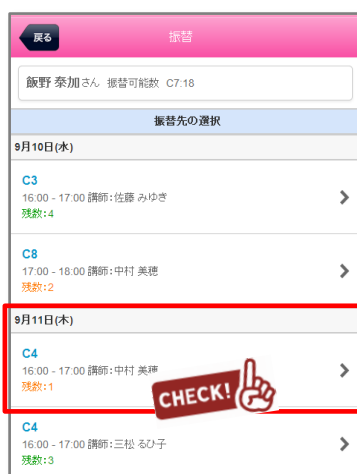 戻る
振替
飯野 泰加さん 振替可能数 C7:18
振替先の選択
9月10日(水)
C3
16:00 - 17:00 講師:佐藤 みゆき
残数:4
C8
17:00 - 18:00 講師:中村 美穂
残数:2
9月11日(木)
C4
16:00 - 17:00 講師:中村 美穂
残数:1
CHECK!
C4
16:00 - 17:00 講師:三松 るひ子
残数:3